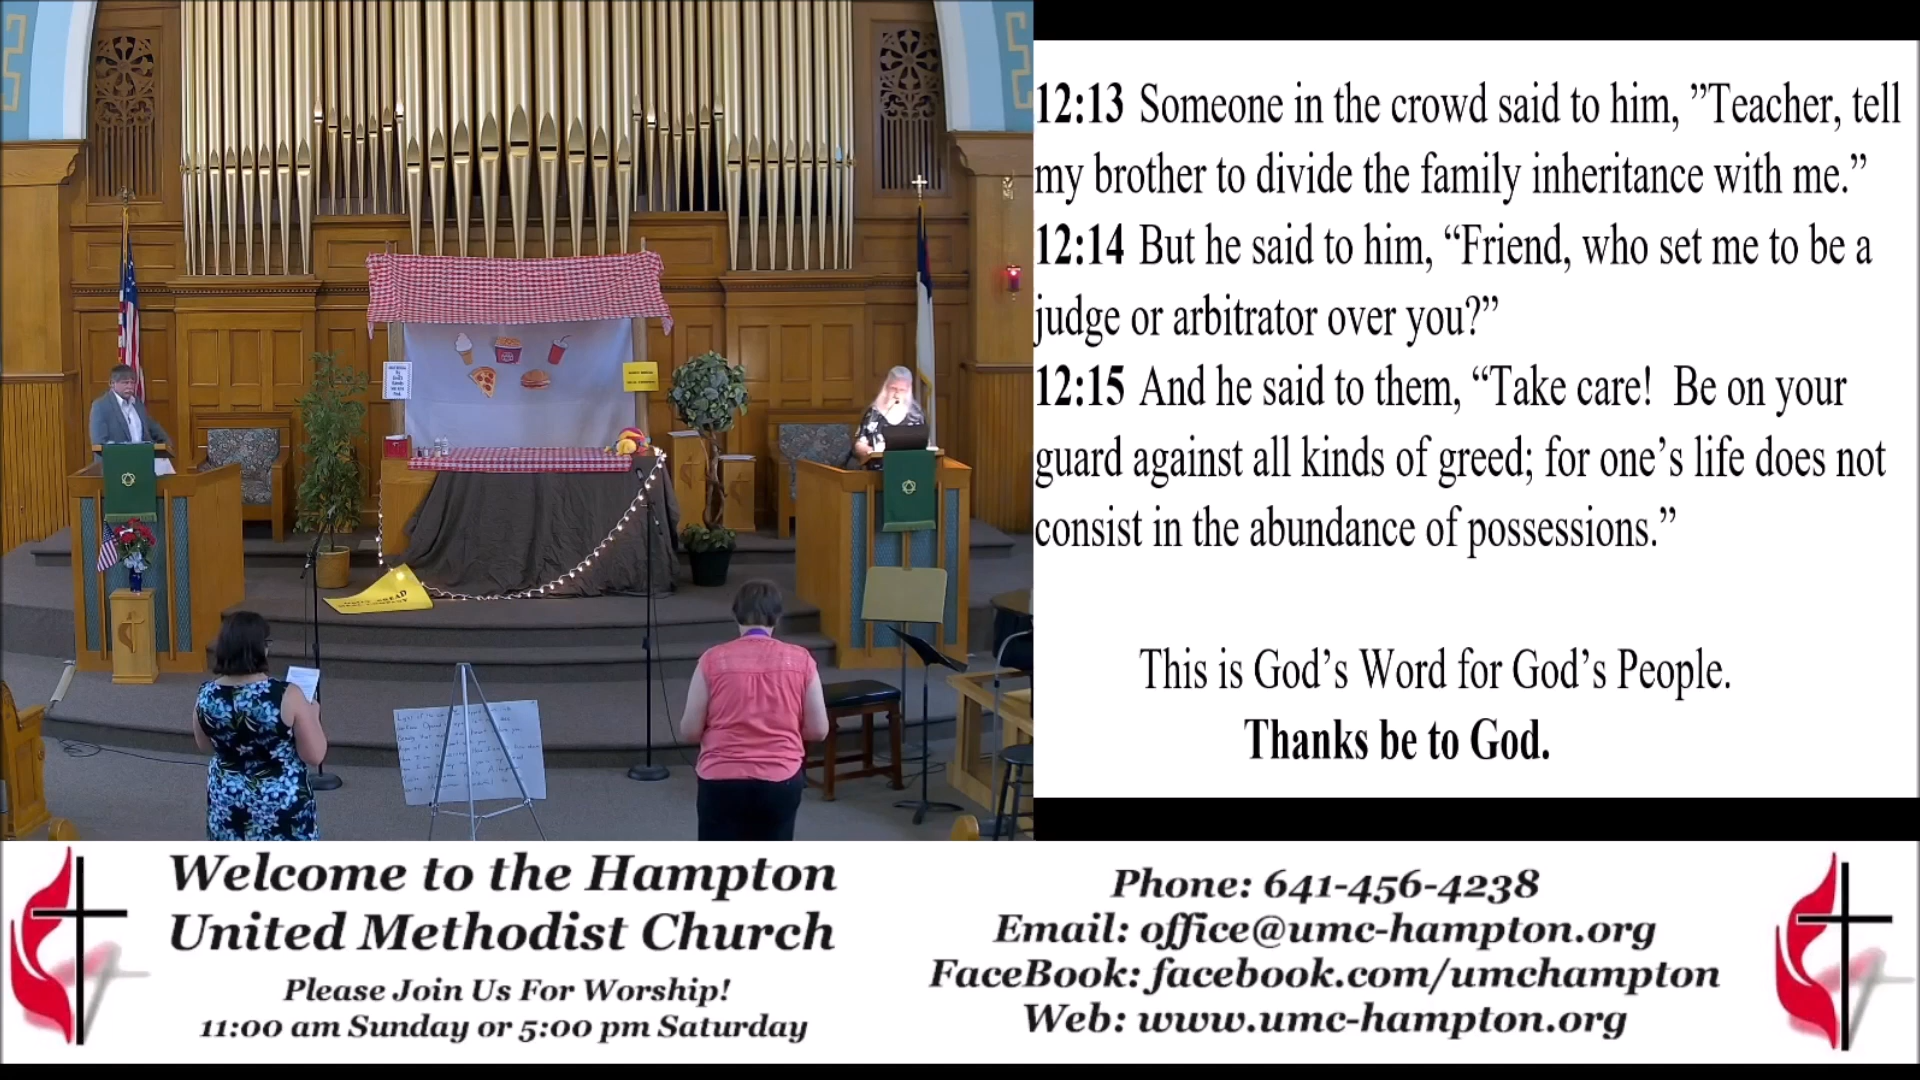 12:13 Someone in the crowd said to him, ”Teacher, tell
my brother to divide the family inheritance with me.”
12:14 But he said to him, “Friend, who set me to be a
judge or arbitrator over you?”
12:15 And he said to them, “Take care!  Be on your
guard against all kinds of greed; for one’s life does not
consist in the abundance of possessions.”
This is God’s Word for God’s People.
Thanks be to God.
Welcome to the Hampton
United Methodist Church
Please Join Us For Worship!
11:00 am Sunday or 5:00 pm Saturday
Phone: 641-456-4238
Email: office@umc-hampton.org
FaceBook: facebook.com/umchampton
Web: www.umc-hampton.org